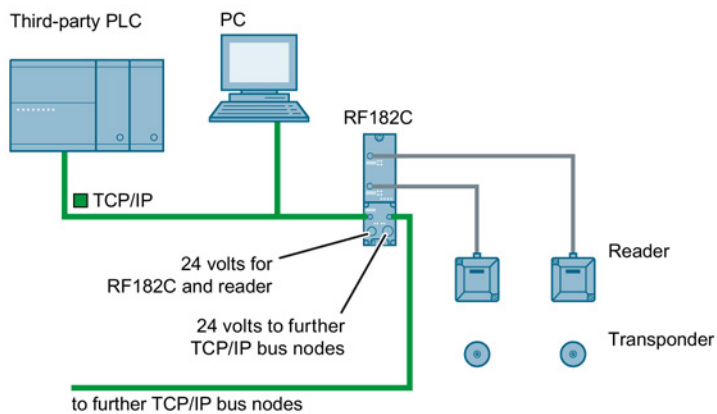 Third-party PLC
PC
RF182C
TCP/IP
24 volts for
RF182C and reader
24 volts to further
TCP/IP bus nodes
Reader
Transponder
to further TCP/IP bus nodes